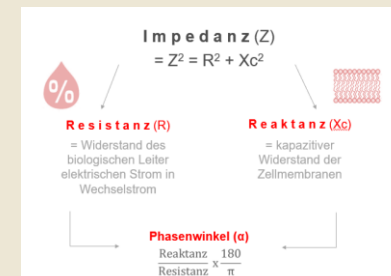 Impedanz (Z)
= Z² = R² + Xc²
%
Resistanz (R)
= Widerstand des
biologischen Leiter
elektrischen Strom in
Wechselstrom
Reaktanz (Xc)
= kapazitiver
Widerstand der
Zellmembranen
Phasenwinkel (α)
Reaktanz/Resistanz x 180/π